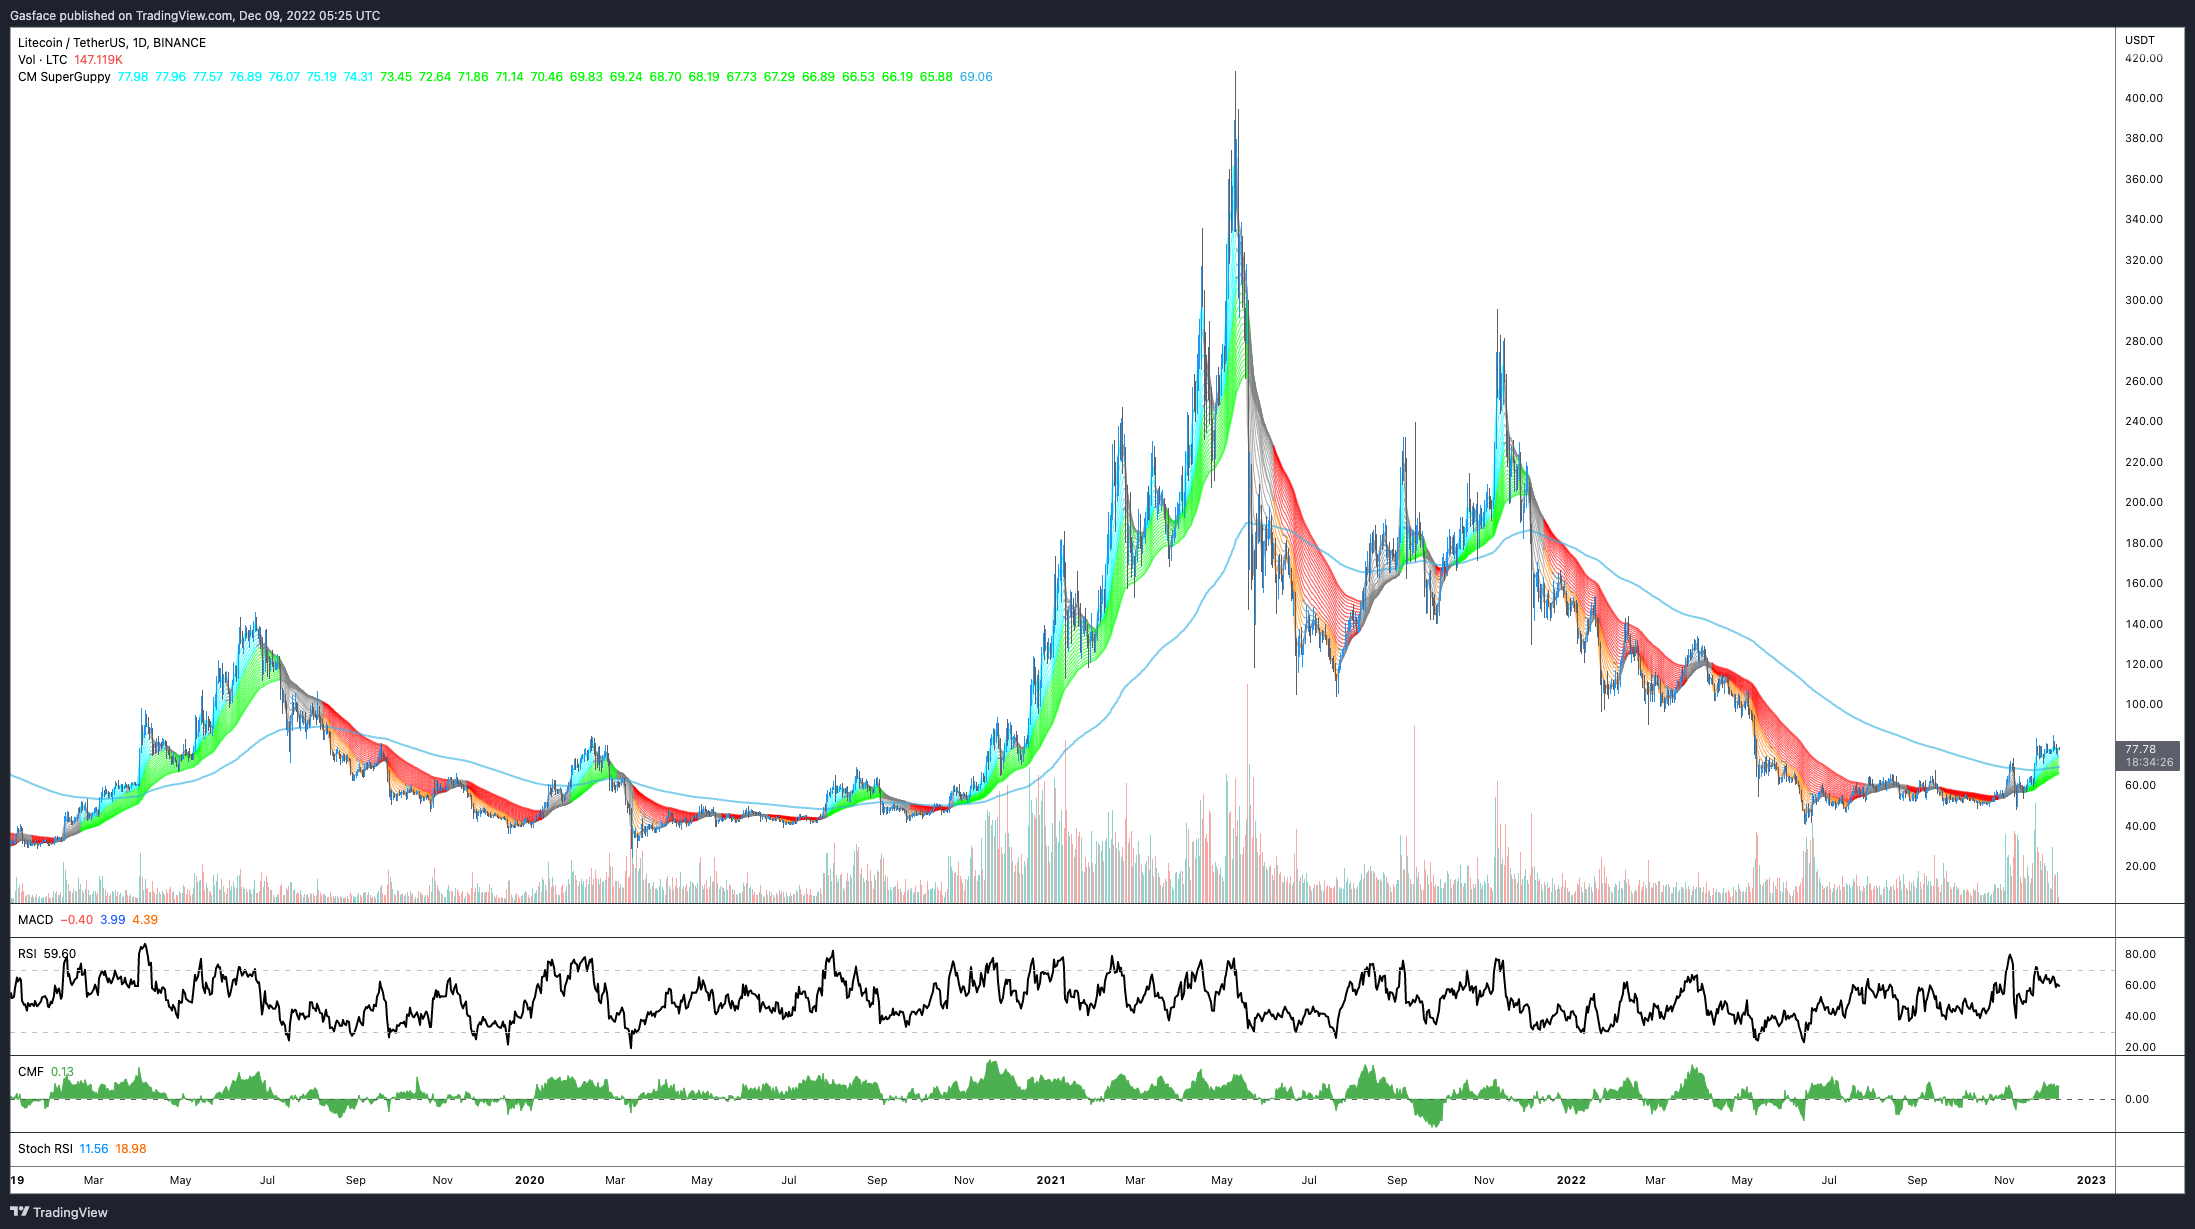 Gasface published on TradingView.com, Dec 09, 2022 05:25 UTC
Litecoin / TetherUS, 1D, BINANCE
Vol · LTC 147.119K
CM SuperGuppy 77.98 77.96 77.57 76.89 76.07 75.19 74.31 73.45 72.64 71.86 71.14 70.46 69.83 69.24 68.70 68.19 67.73 67.29 66.89 66.53 66.19 65.88 69.06
USDT
420.00
400.00
380.00
360.00
340.00
320.00
300.00
280.00
260.00
240.00
220.00
200.00
180.00
160.00
140.00
120.00
100.00
77.78
18:34:26
60.00
40.00
20.00
MACD −0.40 3.99 4.39
RSI 59.60
80.00
60.00
40.00
20.00
CMF 0.13
0.00
Stoch RSI 11.56 18.98
19 Mar May Jul Sep Nov 2020 Mar May Jul Sep Nov 2021 Mar May Jul Sep Nov 2022 Mar May Jul Sep Nov 2023
TradingView